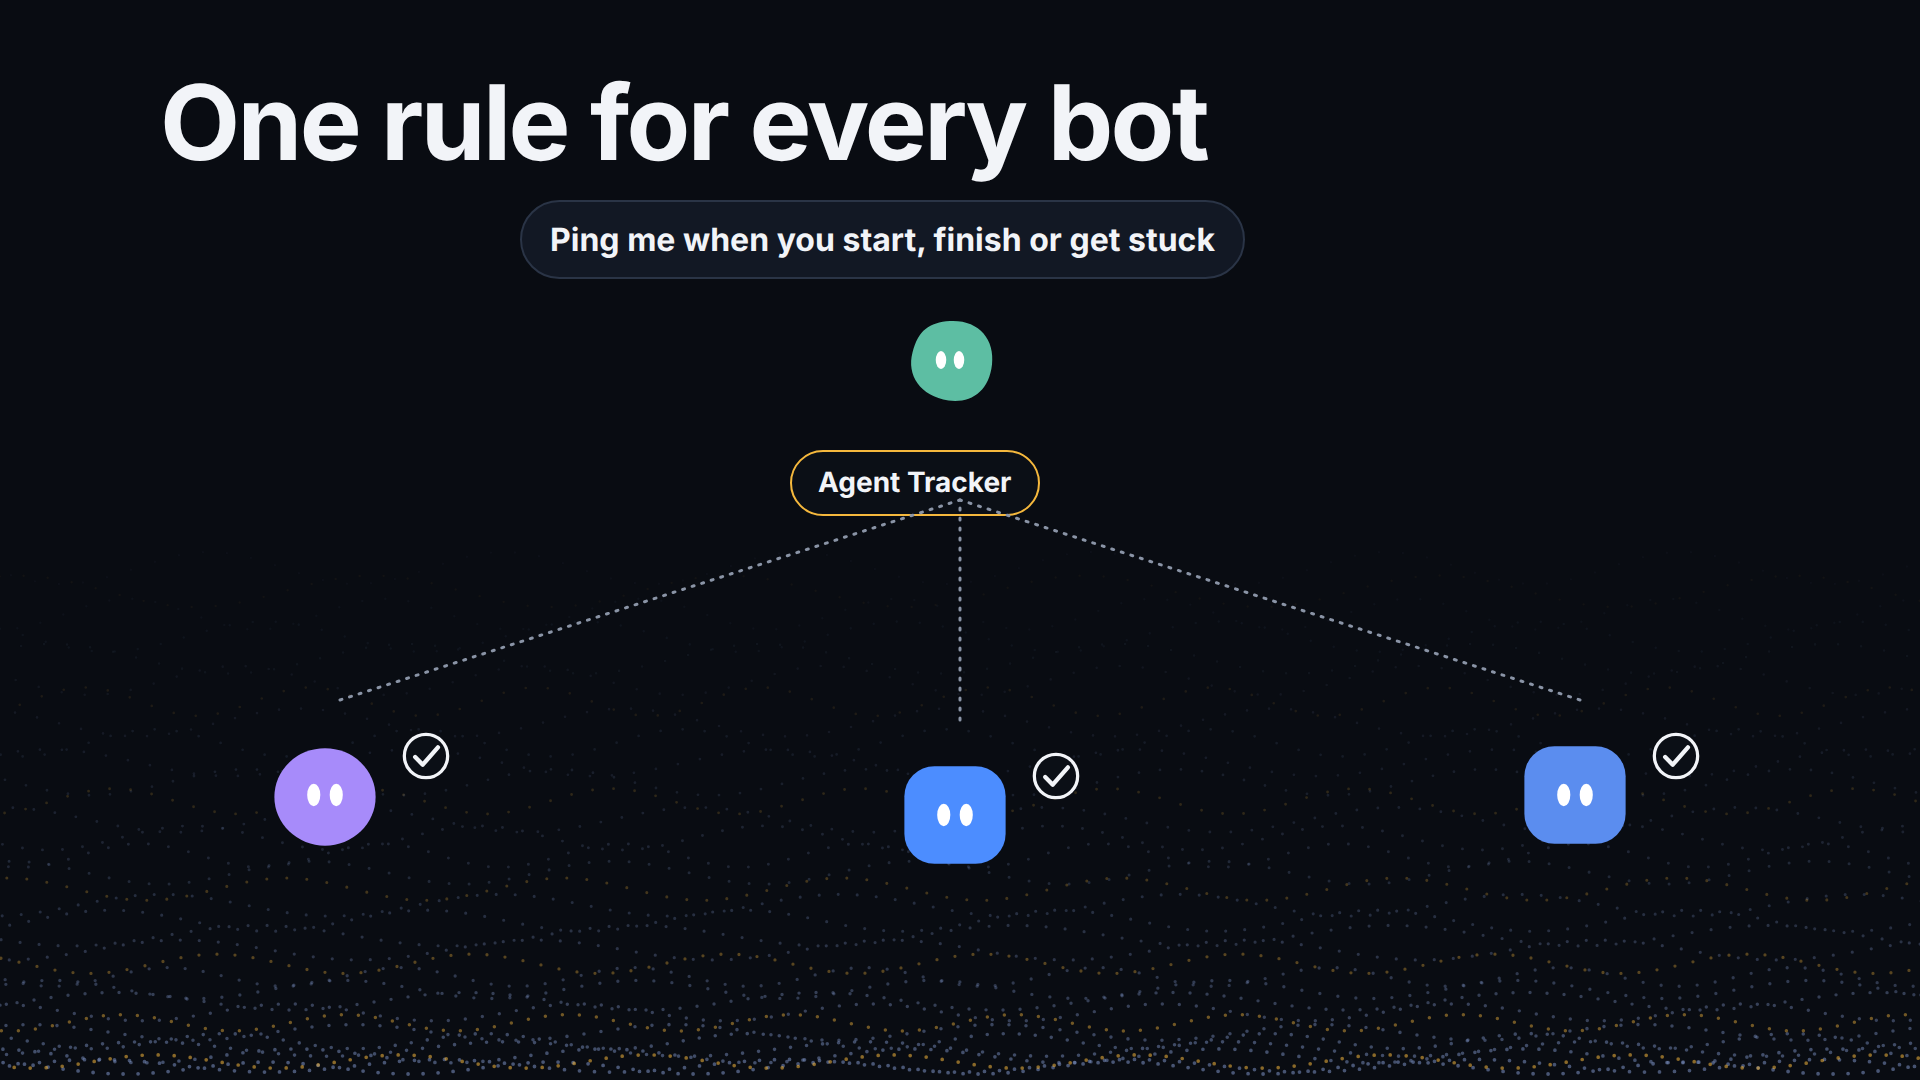 One rule for every bot
Ping me when you start, finish or get stuck
Agent Tracker